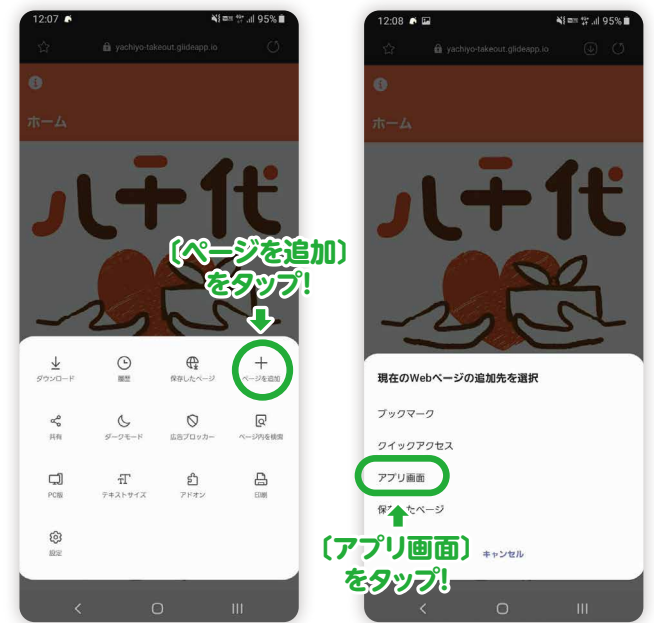 12:07
95%
yachiyo-takeout.glideapp.io
ホーム
八千代
〔ページを追加〕
をタップ!
ダウンロード
履歴
保存したページ
ページを追加
共有
ダークモード
広告ブロッカー
ページ内を検索
PC版
テキストサイズ
アドオン
印刷
設定
12:08
95%
yachiyo-takeout.glideapp.io
ホーム
八千代
現在のWebページの追加先を選択
ブックマーク
クイックアクセス
アプリ画面
保 たページ
〔アプリ画面〕
をタップ!
キャンセル